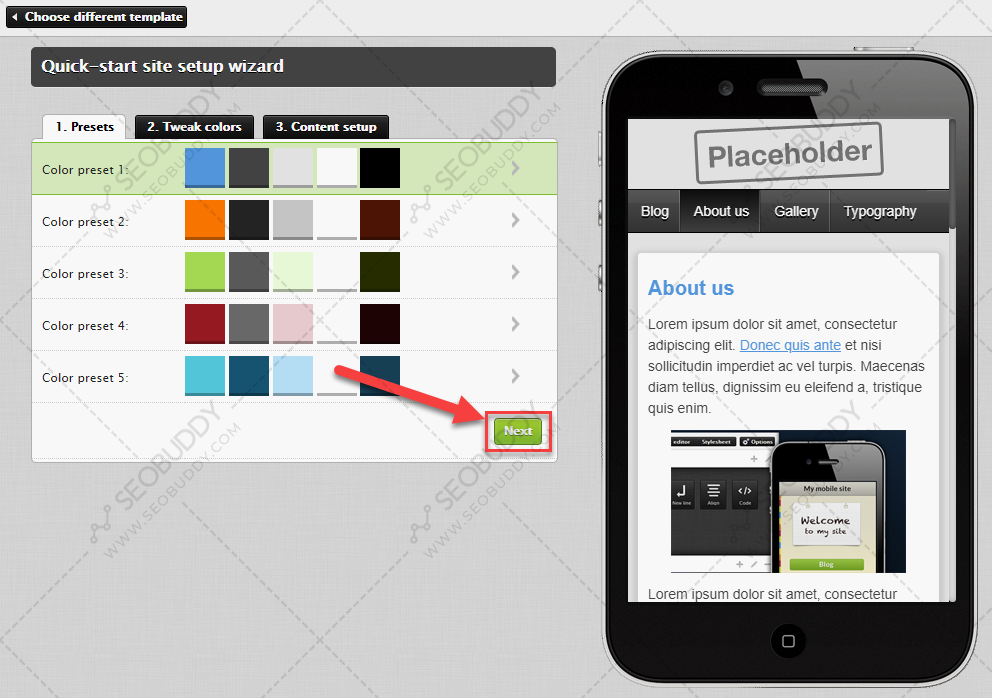 Choose different template
Quick-start site setup wizard
1. Presets
2. Tweak colors
3. Content setup
Color preset 1:
Color preset 2:
Color preset 3:
Color preset 4:
Color preset 5:
Next
Placeholder
Blog
About us
Gallery
Typography
About us
Lorem ipsum dolor sit amet, consectetur
adipiscing elit. Donec quis ante et nisi
sollicitudin imperdiet ac vel turpis. Maecenas
diam tellus, dignissim eu eleifend a, tristique
quis enim.
editor
Stylesheet
Options
New line
Align
Code
My mobile site
Welcome
to my site
Blog
Lorem ipsum dolor sit amet, consectetur
SEOBUDDY
WWW.SEOBUDDY.COM
SEOBUDDY
WWW.SEOBUDDY.COM
SEOBUDDY
WWW.SEOBUDDY.COM
SEOBUDDY
WWW.SEOBUDDY.COM
SEOBUDDY
WWW.SEOBUDDY.COM
SEOBUDDY
WWW.SEOBUDDY.COM